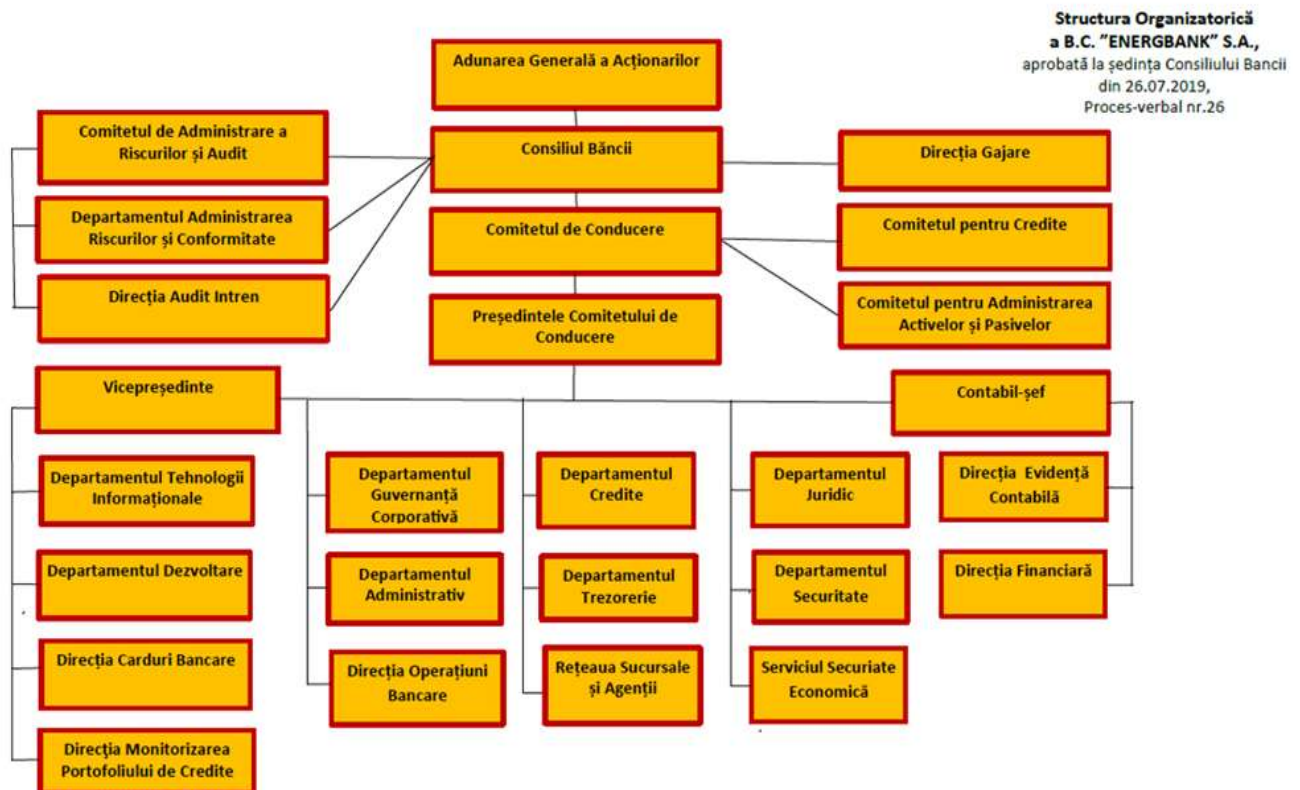 Structura Organizatorică
a B.C. ”ENERGBANK” S.A.,
aprobată la ședința Consiliului Bancii
din 26.07.2019,
Proces-verbal nr.26
Adunarea Generală a Acționarilor
Comitetul de Administrare a
Riscurilor și Audit
Consiliul Băncii
Direcția Gajare
Departamentul Administrarea
Riscurilor și Conformitate
Comitetul de Conducere
Comitetul pentru Credite
Direcția Audit Intren
Președintele Comitetului de
Conducere
Comitetul pentru Administrarea
Activelor și Pasivelor
Vicepreședinte
Contabil-șef
Departamentul Tehnologii
Informaționale
Departamentul
Guvernanță
Corporativă
Departamentul
Credite
Departamentul
Juridic
Direcția Evidență
Contabilă
Departamentul Dezvoltare
Departamentul
Administrativ
Departamentul
Trezorerie
Departamentul
Securitate
Direcția Financiară
Direcția Carduri Bancare
Direcția Operațiuni
Bancare
Rețeaua Sucursale
și Agenții
Serviciul Securiate
Economică
Direcţia Monitorizarea
Portofoliului de Credite